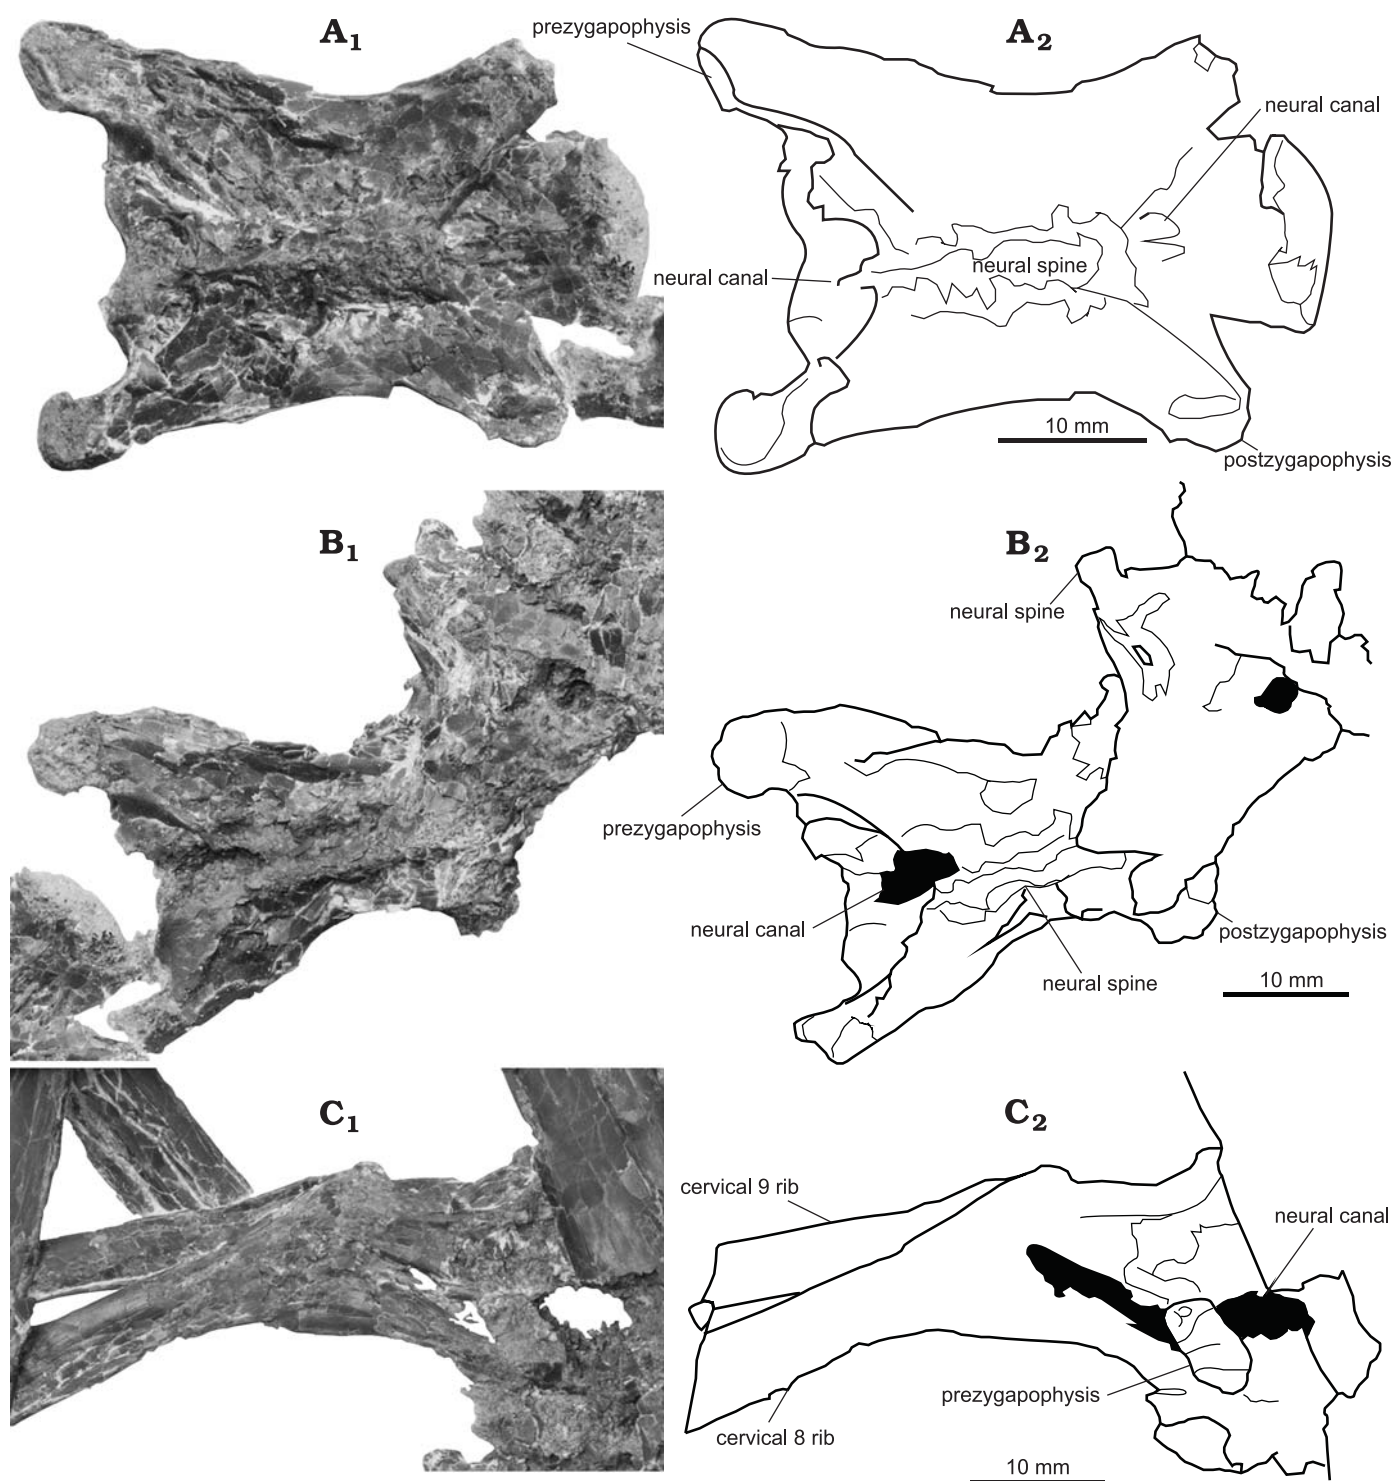 A1
prezygapophysis
A2
neural canal
neural canal
neural spine
10 mm
postzygapophysis
B1
B2
neural spine
prezygapophysis
neural canal
postzygapophysis
neural spine
10 mm
C1
C2
cervical 9 rib
neural canal
prezygapophysis
cervical 8 rib
10 mm